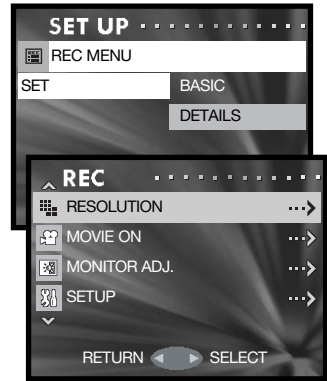 SET UP
REC MENU
SET BASIC
DETAILS
REC
RESOLUTION
MOVIE ON
MONITOR ADJ.
SETUP
RETURN SELECT